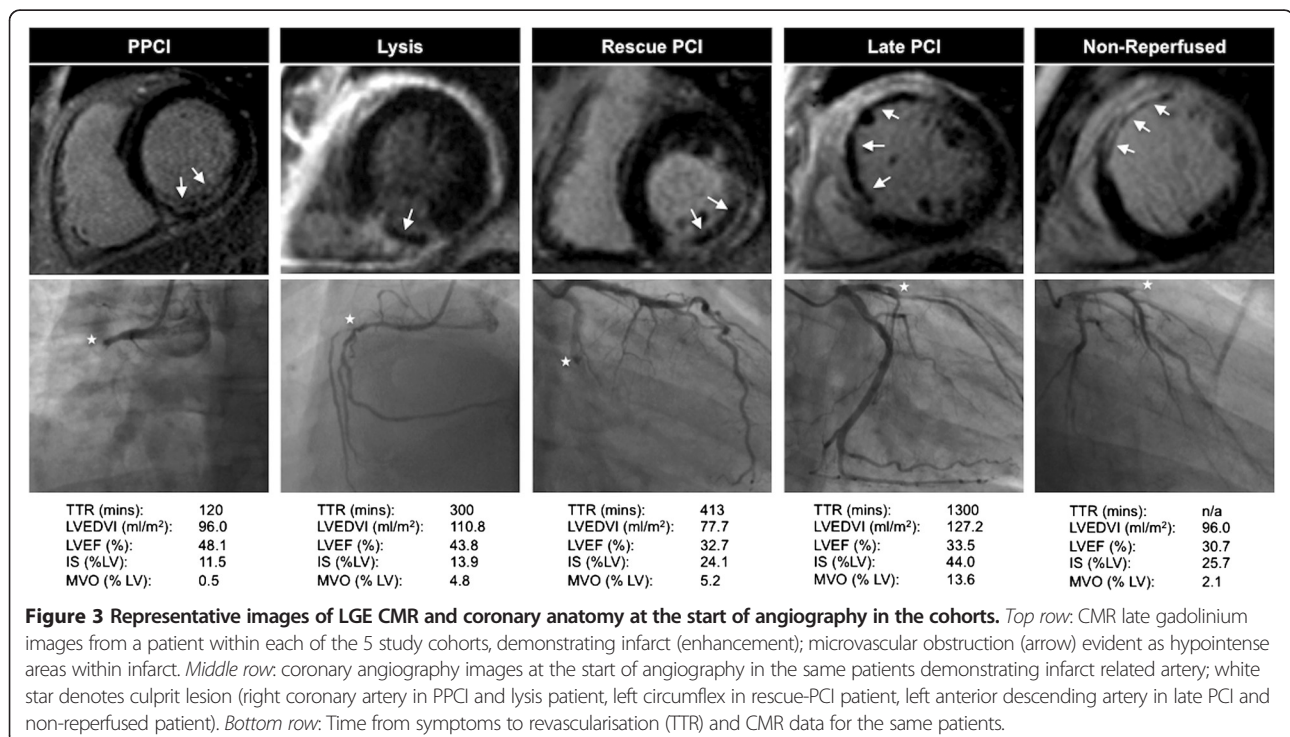 PPCI
Lysis
Rescue PCI
Late PCI
Non-Reperfused
TTR (mins): 120
LVEDVI (ml/m²): 96.0
LVEF (%): 48.1
IS (%LV): 11.5
MVO (% LV): 0.5
TTR (mins): 300
LVEDVI (ml/m²): 110.8
LVEF (%): 43.8
IS (%LV): 13.9
MVO (% LV): 4.8
TTR (mins): 413
LVEDVI (ml/m²): 77.7
LVEF (%): 32.7
IS (%LV): 24.1
MVO (% LV): 5.2
TTR (mins): 1300
LVEDVI (ml/m²): 127.2
LVEF (%): 33.5
IS (%LV): 44.0
MVO (% LV): 13.6
TTR (mins): n/a
LVEDVI (ml/m²): 96.0
LVEF (%): 30.7
IS (%LV): 25.7
MVO (% LV): 2.1
Figure 3 Representative images of LGE CMR and coronary anatomy at the start of angiography in the cohorts. Top row: CMR late gadolinium
images from a patient within each of the 5 study cohorts, demonstrating infarct (enhancement); microvascular obstruction (arrow) evident as hypointense
areas within infarct. Middle row: coronary angiography images at the start of angiography in the same patients demonstrating infarct related artery; white
star denotes culprit lesion (right coronary artery in PPCI and lysis patient, left circumflex in rescue-PCI patient, left anterior descending artery in late PCI and
non-reperfused patient). Bottom row: Time from symptoms to revascularisation (TTR) and CMR data for the same patients.